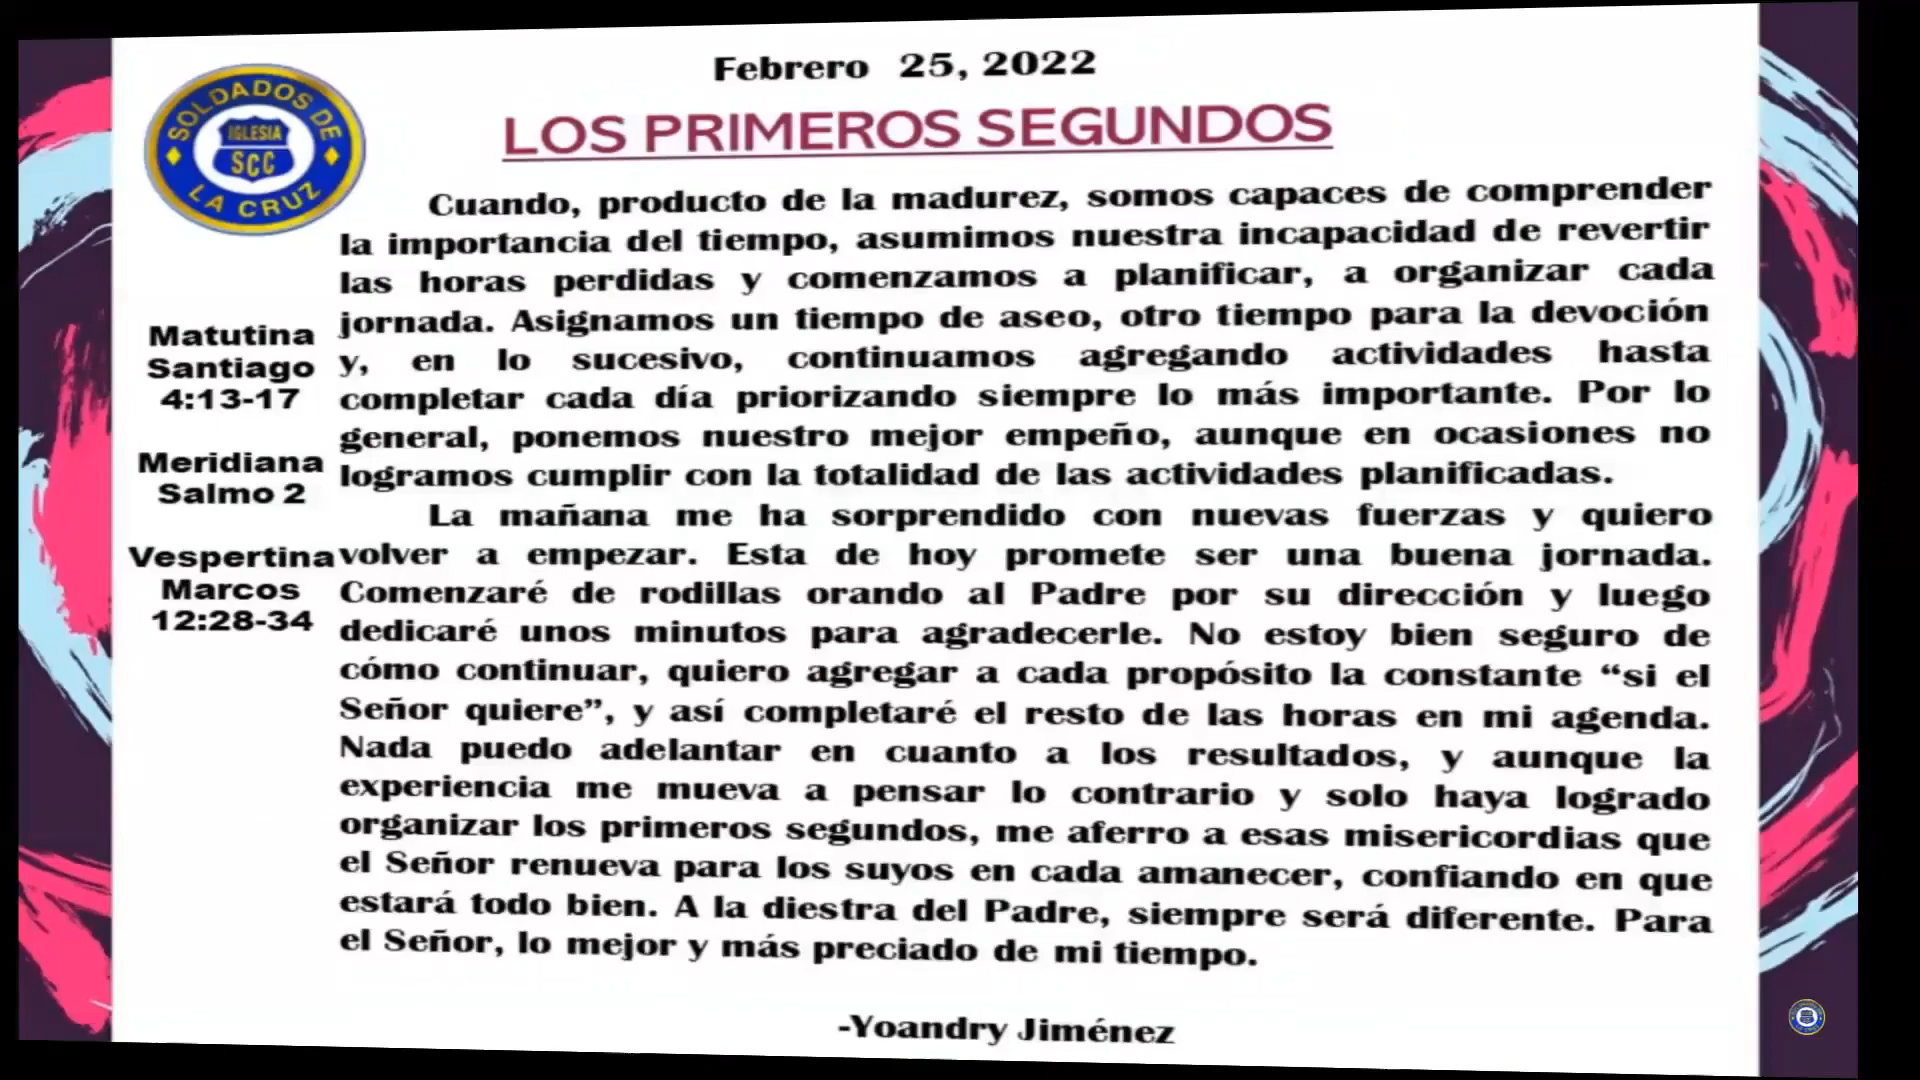 Febrero 25, 2022
LOS PRIMEROS SEGUNDOS
SOLDADOS DE
IGLESIA
SCC
LA CRUZ
Matutina
Santiago
4:13-17
Meridiana
Salmo 2
Vespertina
Marcos
12:28-34
Cuando, producto de la madurez, somos capaces de comprender
la importancia del tiempo, asumimos nuestra incapacidad de revertir
las horas perdidas y comenzamos a planificar, a organizar cada
jornada. Asignamos un tiempo de aseo, otro tiempo para la devoción
y, en lo sucesivo, continuamos agregando actividades hasta
completar cada día priorizando siempre lo más importante. Por lo
general, ponemos nuestro mejor empeño, aunque en ocasiones no
logramos cumplir con la totalidad de las actividades planificadas.
La mañana me ha sorprendido con nuevas fuerzas y quiero
volver a empezar. Esta de hoy promete ser una buena jornada.
Comenzaré de rodillas orando al Padre por su dirección y luego
dedicaré unos minutos para agradecerle. No estoy bien seguro de
cómo continuar, quiero agregar a cada propósito la constante “si el
Señor quiere”, y así completaré el resto de las horas en mi agenda.
Nada puedo adelantar en cuanto a los resultados, y aunque la
experiencia me mueva a pensar lo contrario y solo haya logrado
organizar los primeros segundos, me aferro a esas misericordias que
el Señor renueva para los suyos en cada amanecer, confiando en que
estará todo bien. A la diestra del Padre, siempre será diferente. Para
el Señor, lo mejor y más preciado de mi tiempo.
-Yoandry Jiménez